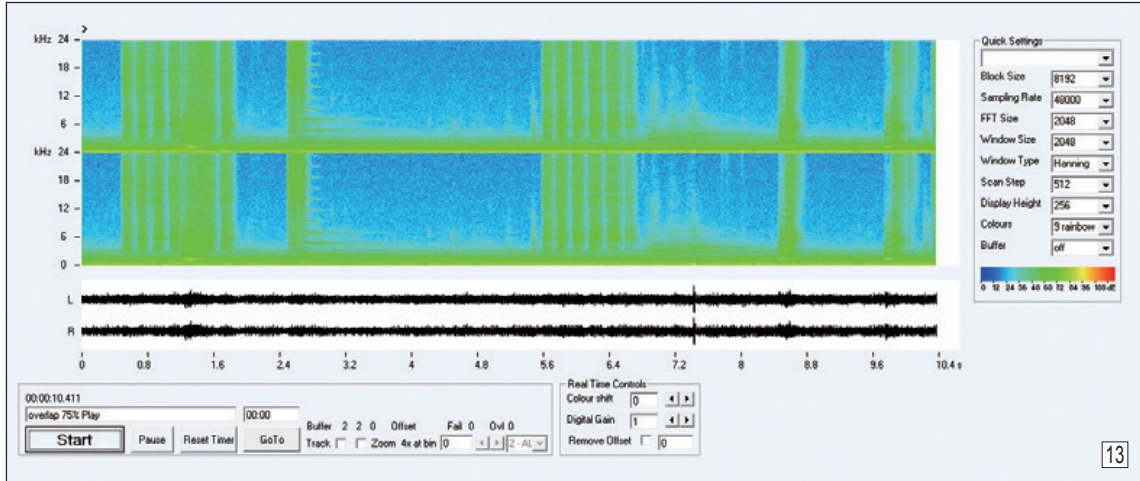 kHz 24
18
12
6
kHz 24
18
12
6
0
L
R
0 0.8 1.6 2.4 3.2 4 4.8 5.6 6.4 7.2 8 8.8 9.6 10.4 s
Quick Settings
Block Size 8192
Sampling Rate 48000
FFT Size 2048
Window Size 2048
Window Type Hanning
Scan Step 512
Display Height 256
Colours 9 rainbow
Buffer off
0 12 24 36 48 60 72 84 96 108 dB
00:00:10.411
overlap 75% Play 00:00
Buffer 2 2 0 Offset Fail 0 Ovl 0
Start Pause Reset Timer GoTo Track Zoom 4x at bin 0 2 - AL
Real Time Controls
Colour shift 0
Digital Gain 1
Remove Offset 0
13